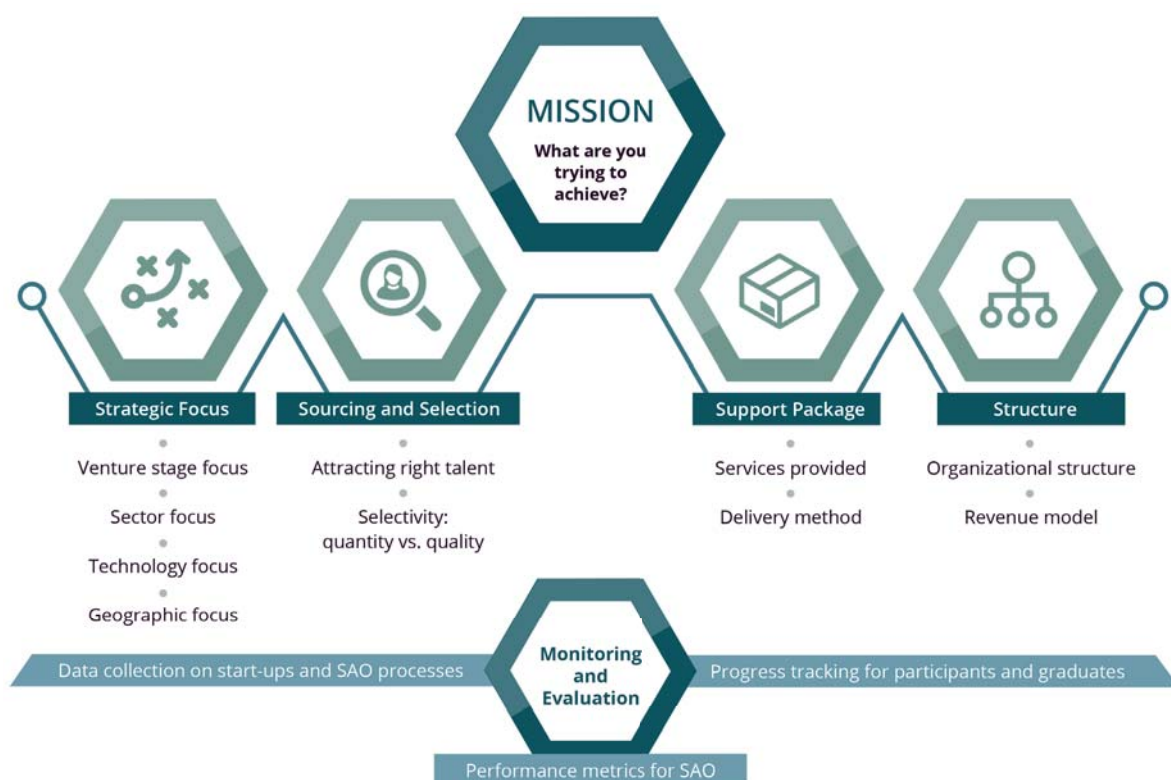 MISSION
What are you
trying to
achieve?
Strategic Focus
Venture stage focus
Sector focus
Technology focus
Geographic focus
Sourcing and Selection
Attracting right talent
Selectivity:
quantity vs. quality
Support Package
Services provided
Delivery method
Structure
Organizational structure
Revenue model
Data collection on start-ups and SAO processes
Monitoring
and
Evaluation
Progress tracking for participants and graduates
Performance metrics for SAO